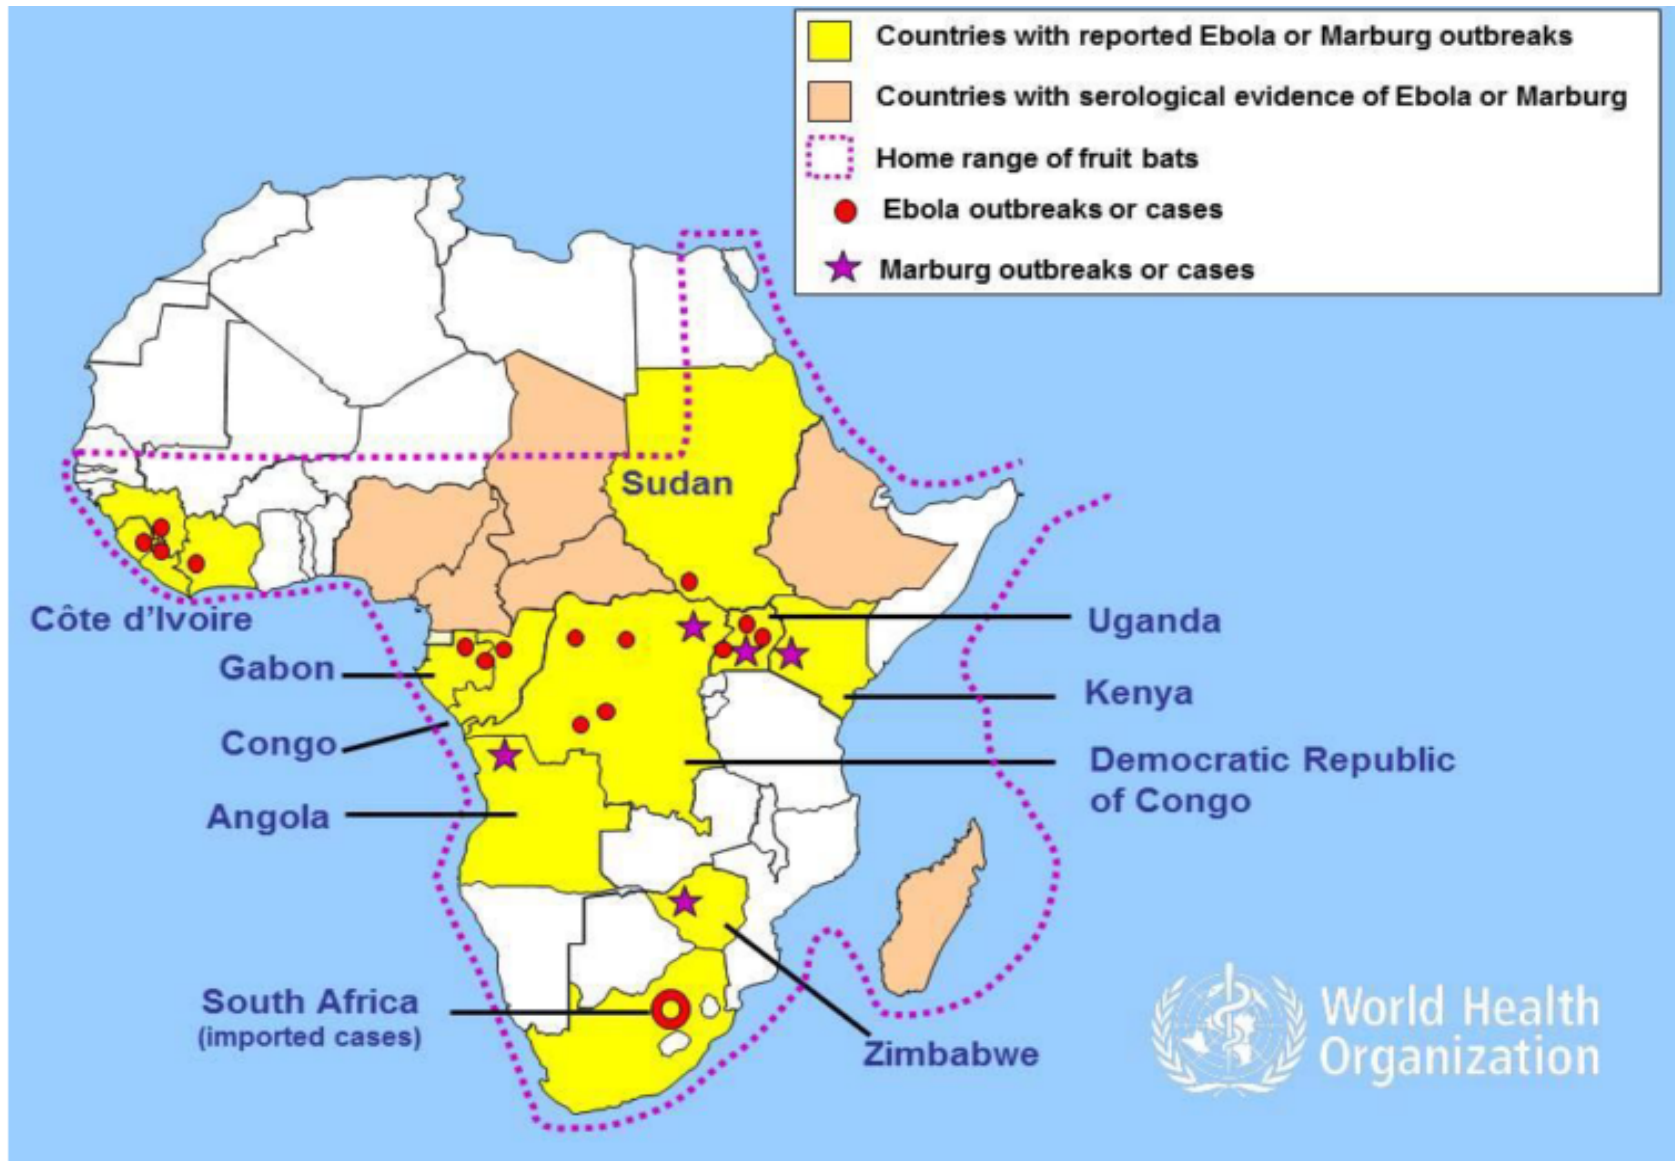 Countries with reported Ebola or Marburg outbreaks
Countries with serological evidence of Ebola or Marburg
Home range of fruit bats
Ebola outbreaks or cases
Marburg outbreaks or cases
Sudan
Côte d’Ivoire
Uganda
Gabon
Kenya
Congo
Democratic Republic
of Congo
Angola
South Africa
(imported cases)
Zimbabwe
World Health
Organization